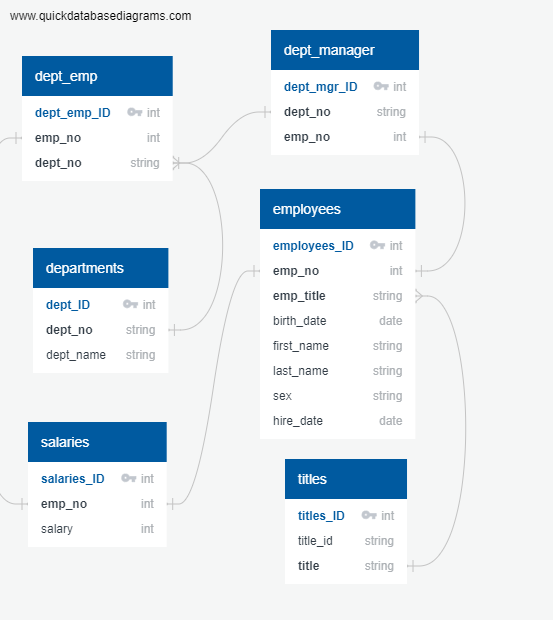 www.quickdatabasediagrams.com
dept_emp
dept_emp_ID int
emp_no int
dept_no string
dept_manager
dept_mgr_ID int
dept_no string
emp_no int
departments
dept_ID int
dept_no string
dept_name string
employees
employees_ID int
emp_no int
emp_title string
birth_date date
first_name string
last_name string
sex string
hire_date date
salaries
salaries_ID int
emp_no int
salary int
titles
titles_ID int
title_id string
title string